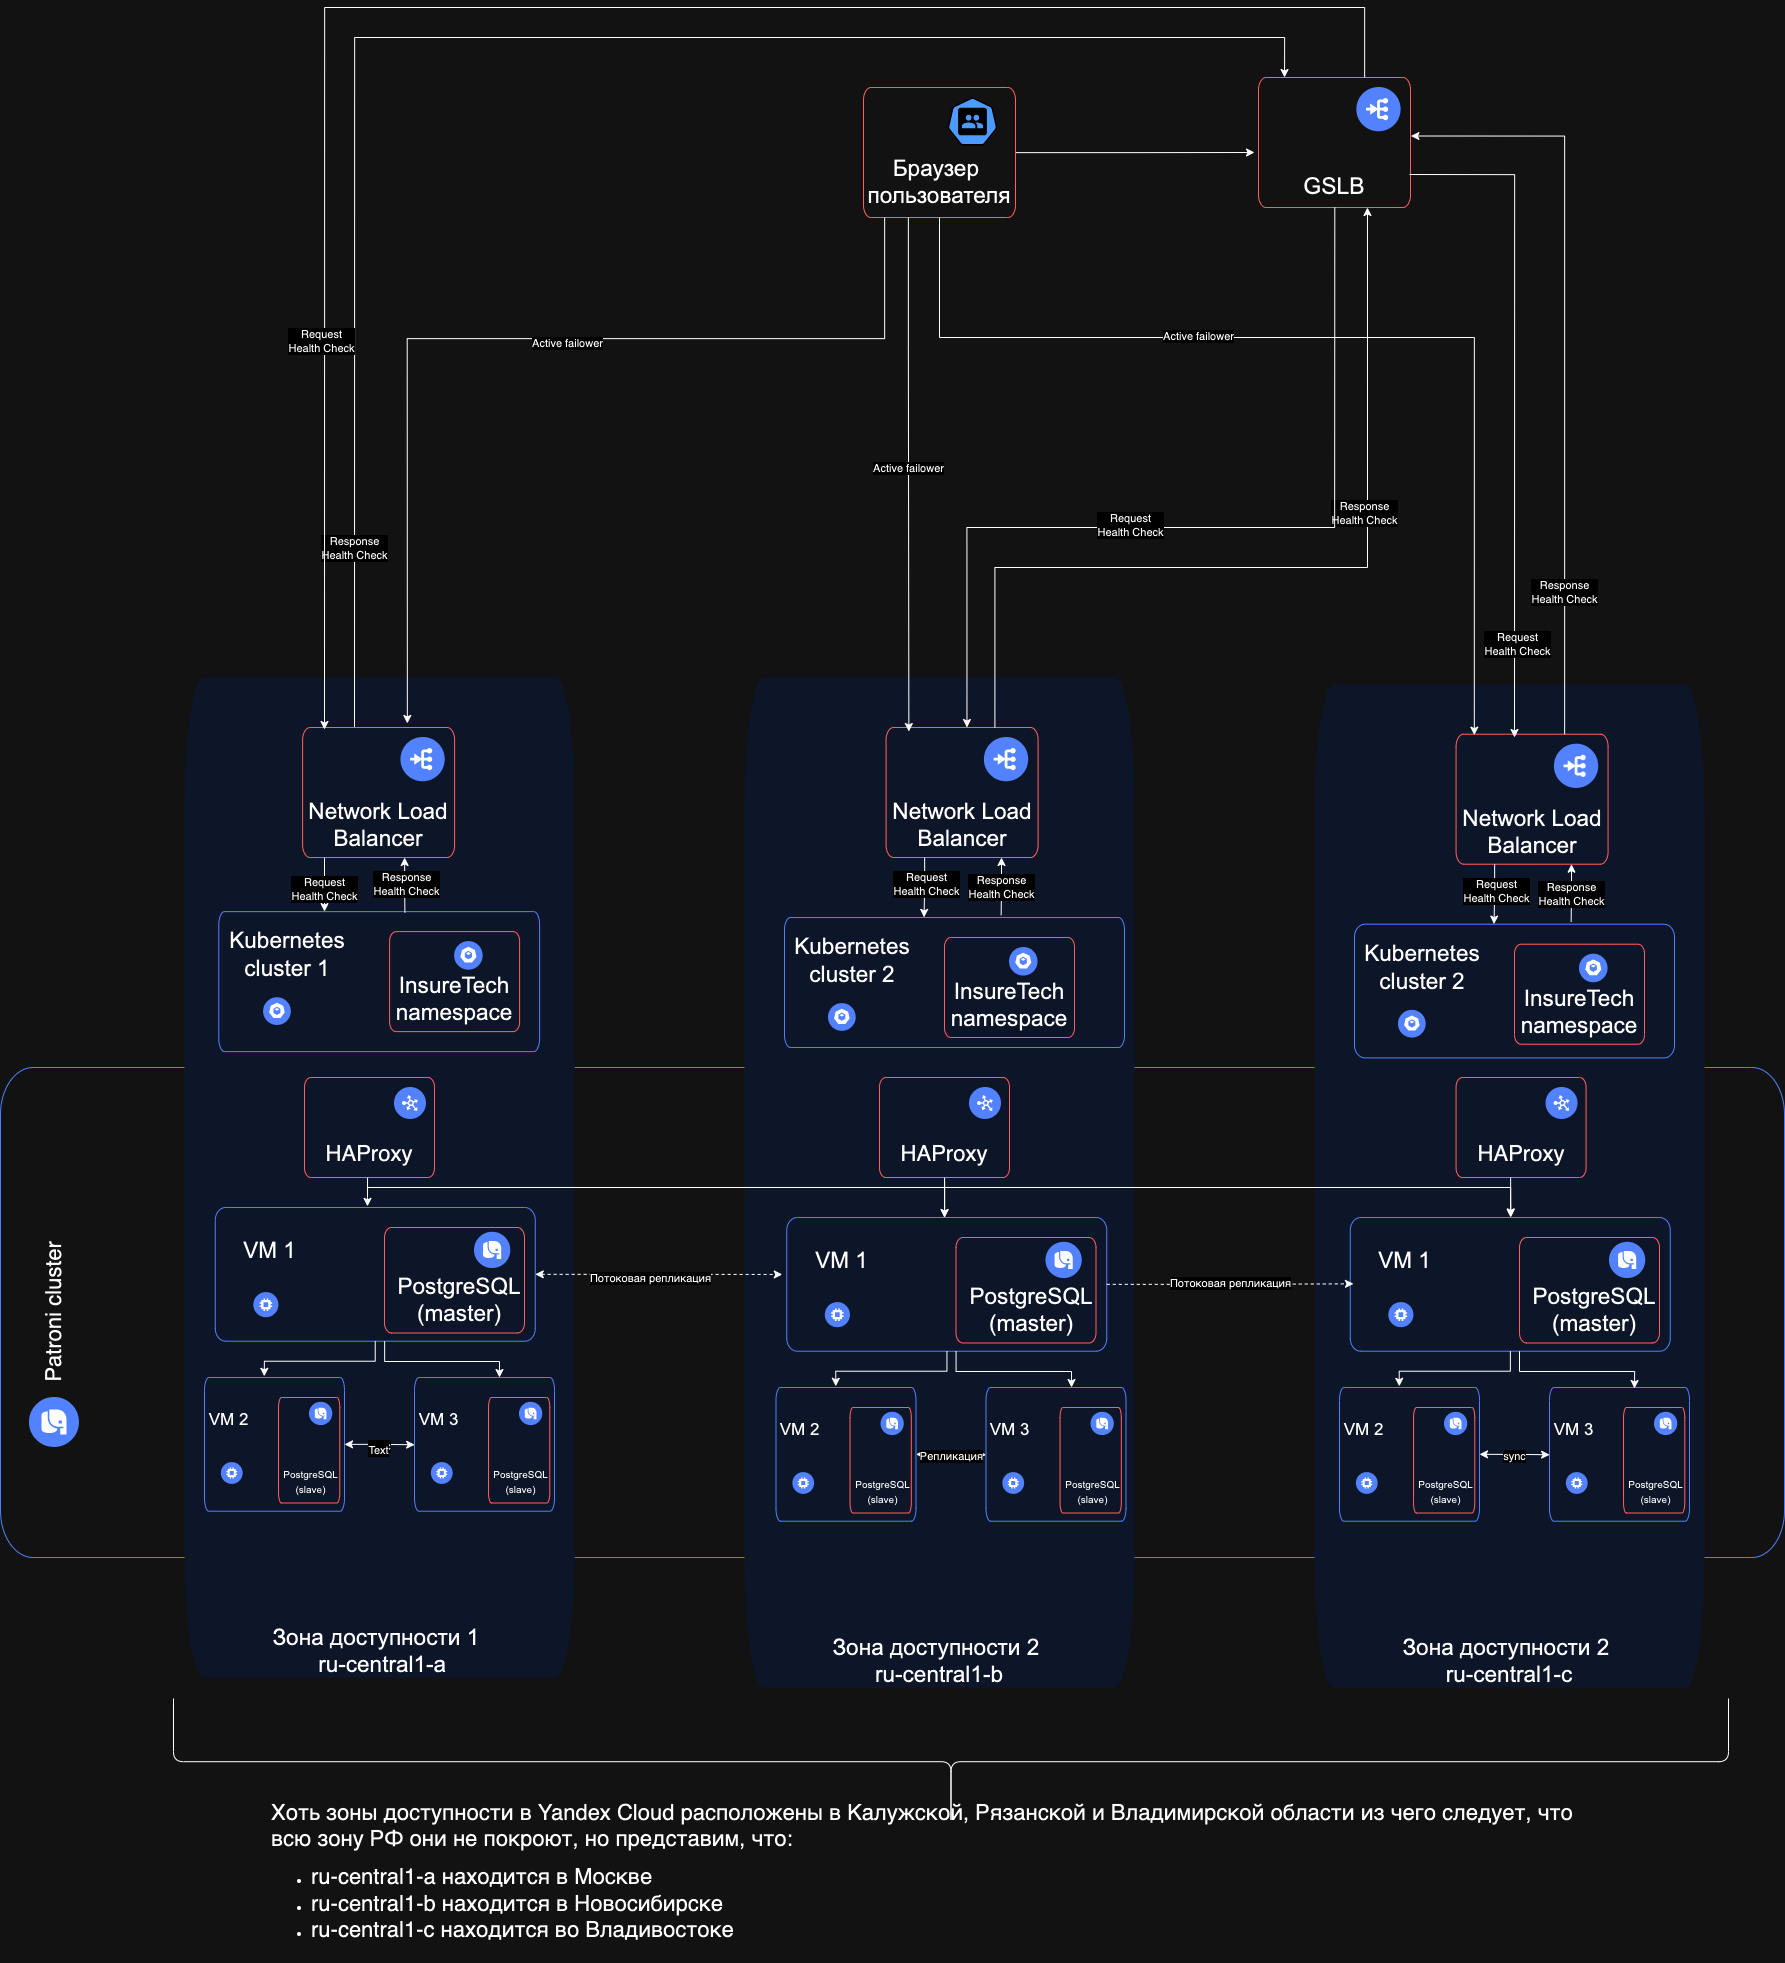 Браузер
пользователя
GSLB
Request
Health Check
Active failower
Active failower
Active failower
Response
Health Check
Request
Health Check
Response
Health Check
Response
Health Check
Request
Health Check
Network Load
Balancer
Network Load
Balancer
Network Load
Balancer
Request
Health Check
Response
Health Check
Request
Health Check
Response
Health Check
Request
Health Check
Response
Health Check
Kubernetes
cluster 1
InsureTech
namespace
Kubernetes
cluster 2
InsureTech
namespace
Kubernetes
cluster 2
InsureTech
namespace
HAProxy
HAProxy
HAProxy
Patroni cluster
VM 1
PostgreSQL
(master)
Потоковая репликация
VM 1
PostgreSQL
(master)
Потоковая репликация
VM 1
PostgreSQL
(master)
VM 2
PostgreSQL
(slave)
Text
VM 3
PostgreSQL
(slave)
VM 2
PostgreSQL
(slave)
Репликация
VM 3
PostgreSQL
(slave)
VM 2
PostgreSQL
(slave)
sync
VM 3
PostgreSQL
(slave)
Зона доступности 1
ru-central1-a
Зона доступности 2
ru-central1-b
Зона доступности 2
ru-central1-c
Хоть зоны доступности в Yandex Cloud расположены в Калужской, Рязанской и Владимирской области из чего следует, что
всю зону РФ они не покроют, но представим, что:
• ru-central1-a находится в Москве
• ru-central1-b находится в Новосибирске
• ru-central1-c находится во Владивостоке